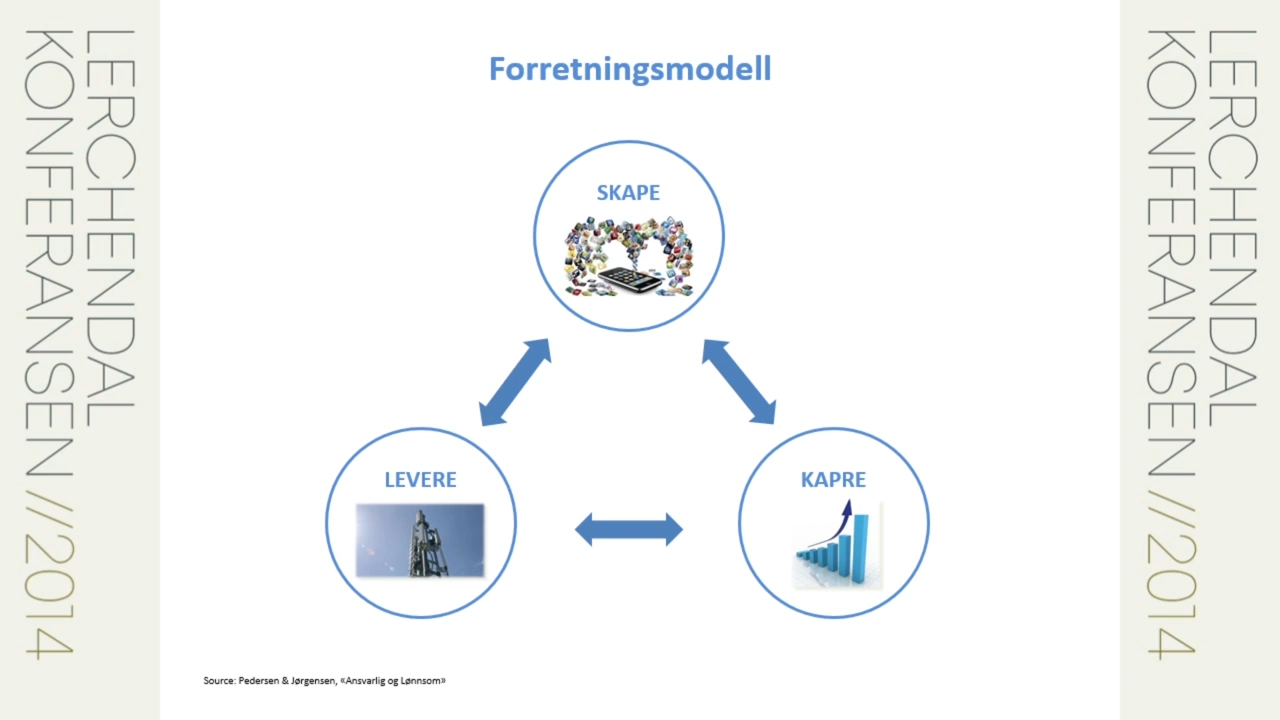 LERCHENDAL
KONFERANSEN //2014
Forretningsmodell
SKAPE
LEVERE
KAPRE
Source: Pedersen & Jørgensen, «Ansvarlig og Lønnsom»
LERCHENDAL
KONFERANSEN //2014